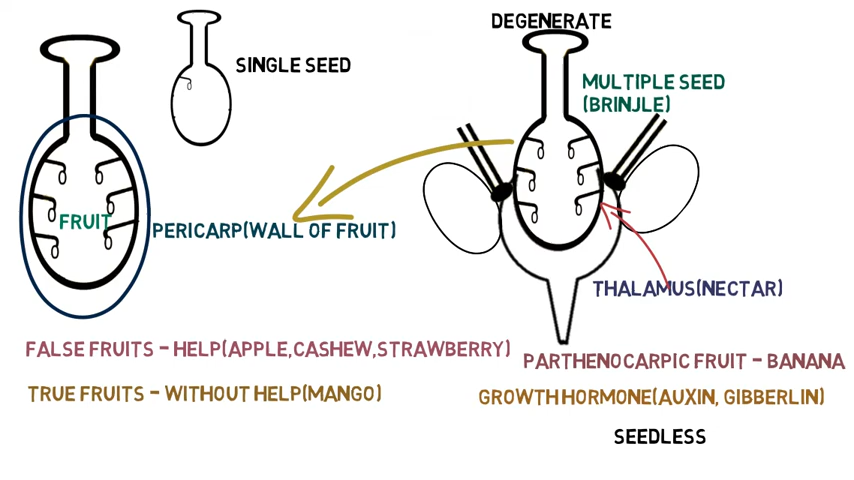 DEGENERATE
SINGLE SEED
MULTIPLE SEED
(BRINJLE)
FRUIT
PERICARP(WALL OF FRUIT)
THALAMUS(NECTAR)
FALSE FRUITS - HELP(APPLE,CASHEW,STRAWBERRY)
PARTHENOCARPIC FRUIT - BANANA
TRUE FRUITS - WITHOUT HELP(MANGO)
GROWTH HORMONE(AUXIN, GIBBERLIN)
SEEDLESS